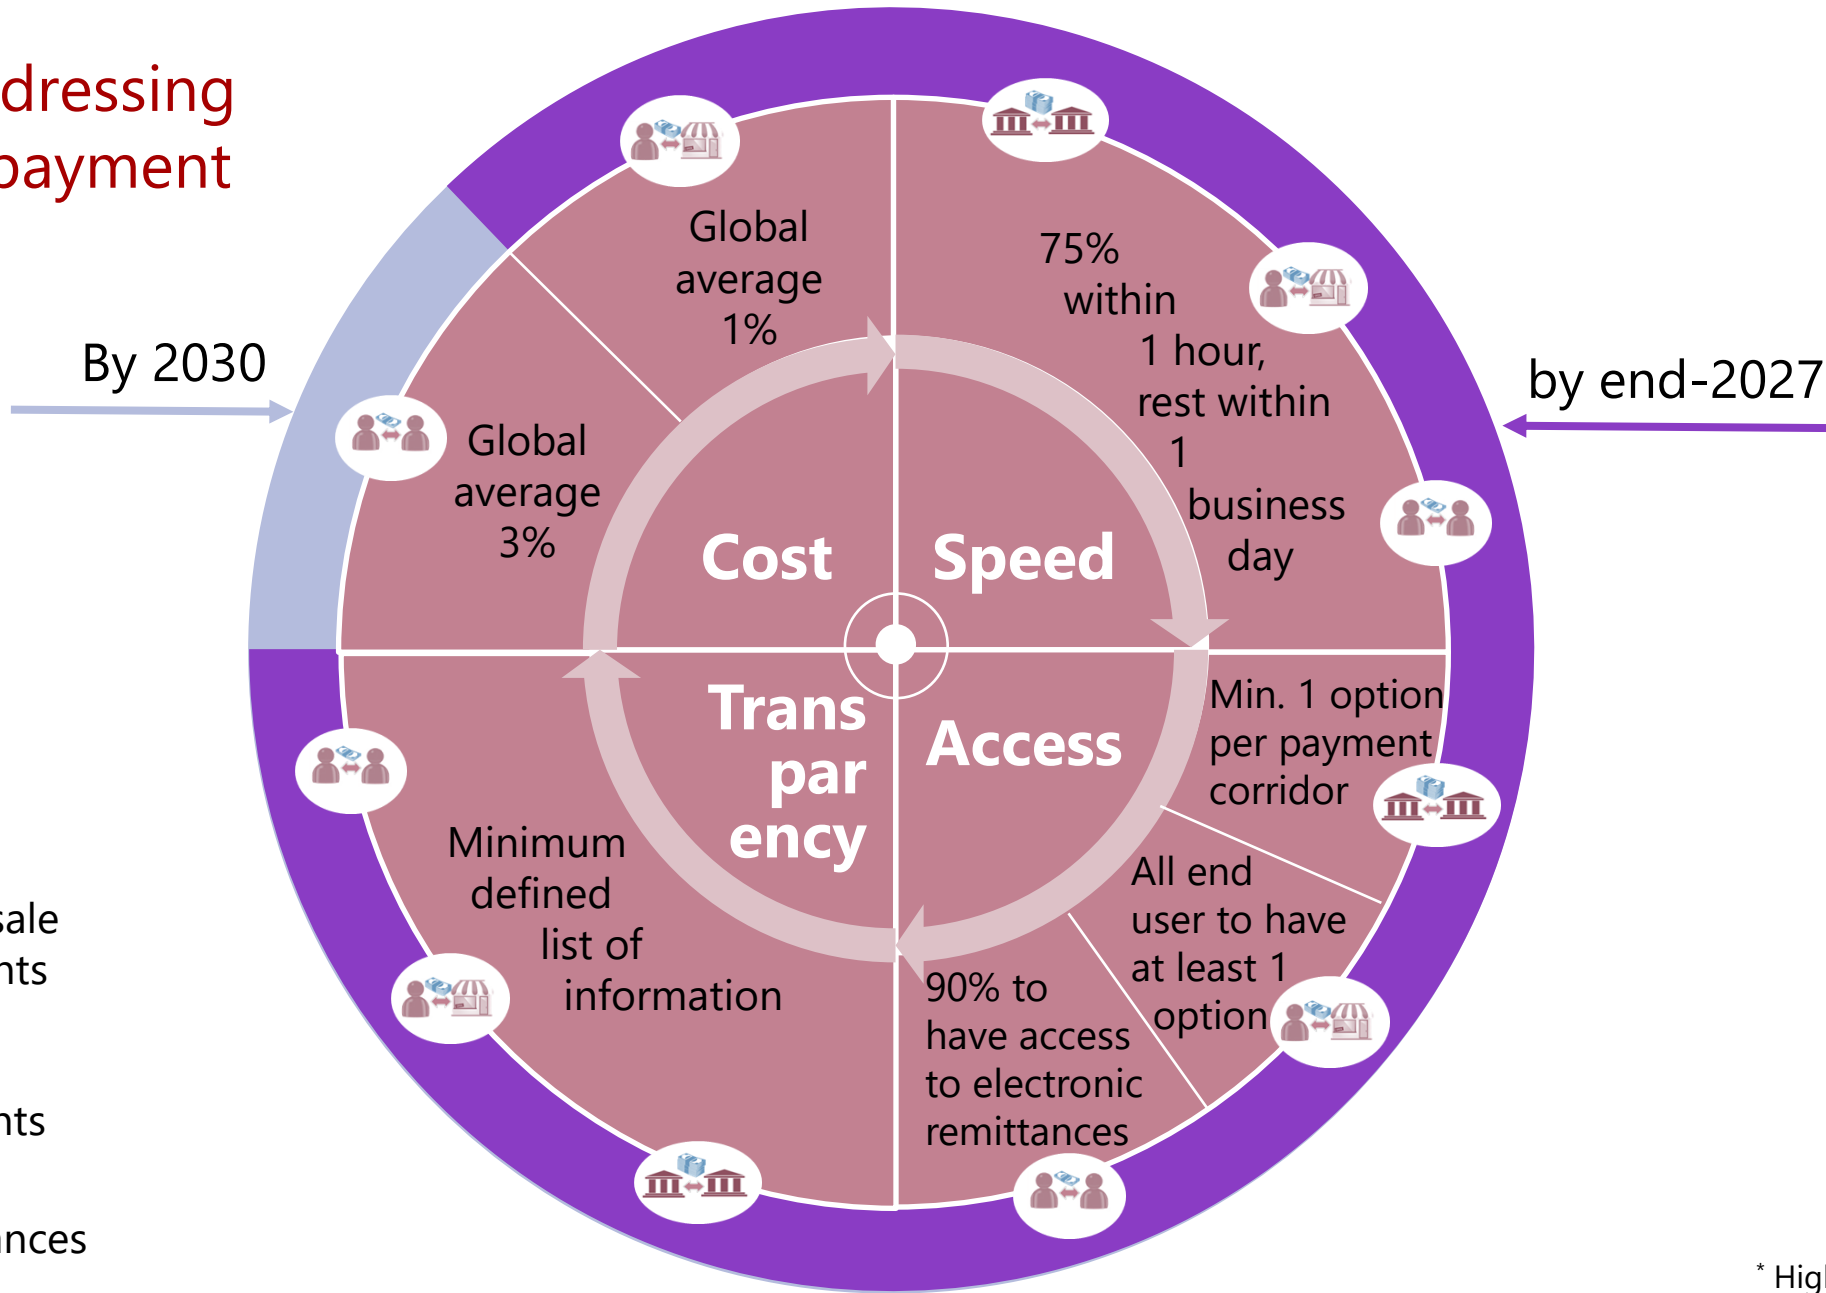 dressing
payment
By 2030
by end-2027
Global
average
1%
Global
average
3%
75%
within
1 hour,
rest within
1
business
day
Cost
Speed
Trans
par
ency
Access
Min. 1 option
per payment
corridor
All end
user to have
at least 1
option
90% to
have access
to electronic
remittances
Minimum
defined
list of
information
sale
nts
nts
ances
* High